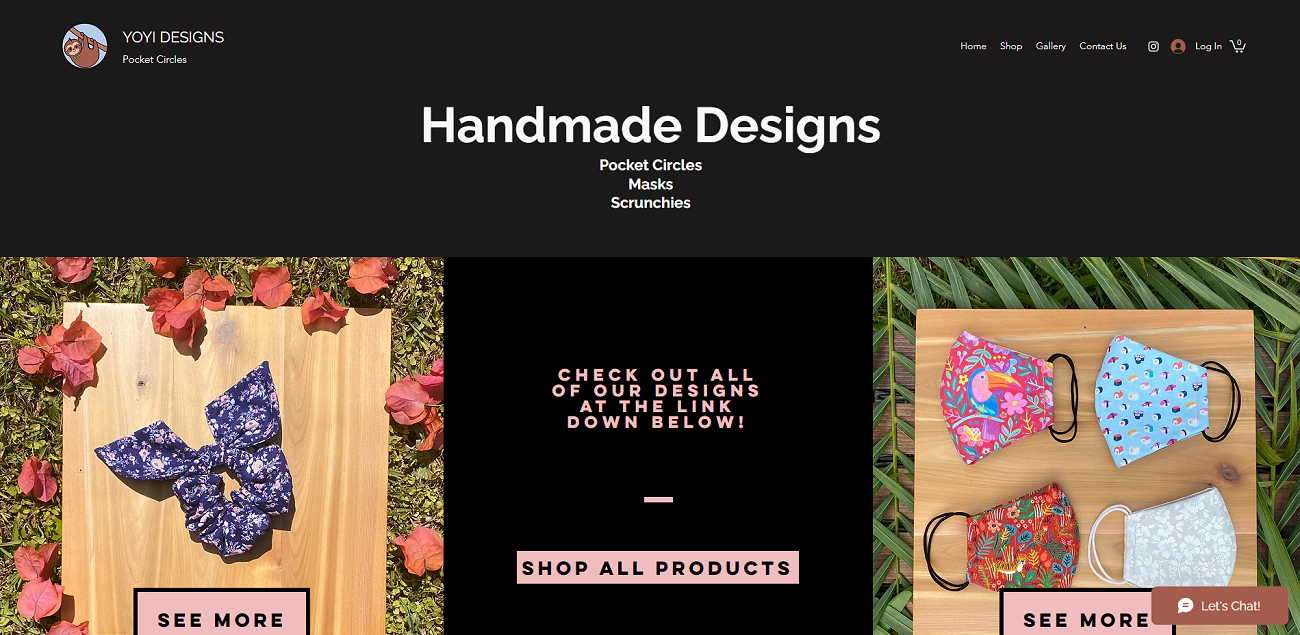 YOYI DESIGNS
Pocket Circles
Home
Shop
Gallery
Contact Us
Log In
0
Handmade Designs
Pocket Circles
Masks
Scrunchies
CHECK OUT ALL
OF OUR DESIGNS
AT THE LINK
DOWN BELOW!
SHOP ALL PRODUCTS
SEE MORE
SEE MORE
Let's Chat!